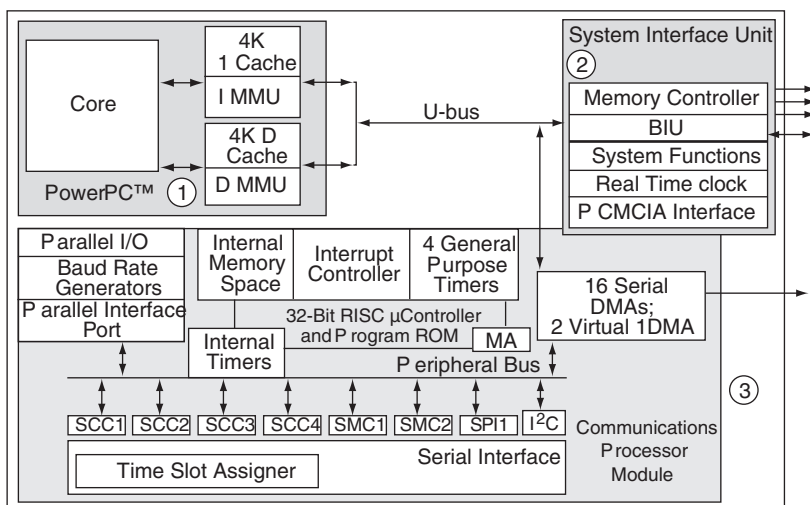 4K
1 Cache
I MMU
Core
4K D
Cache
D MMU
PowerPC™
1
U-bus
System Interface Unit
2
Memory Controller
BIU
System Functions
Real Time clock
P CMCIA Interface
Parallel I/O
Baud Rate
Generators
P arallel Interface
Port
Internal
Memory
Space
Interrupt
Controller
4 General
Purpose
Timers
32-Bit RISC µController
and P rogram ROM
Internal
Timers
MA
16 Serial
DMAs;
2 Virtual 1DMA
P eripheral Bus
3
SCC1
SCC2
SCC3
SCC4
SMC1
SMC2
SPI1
I²C
Serial Interface
Time Slot Assigner
Communications
P rocessor
Module